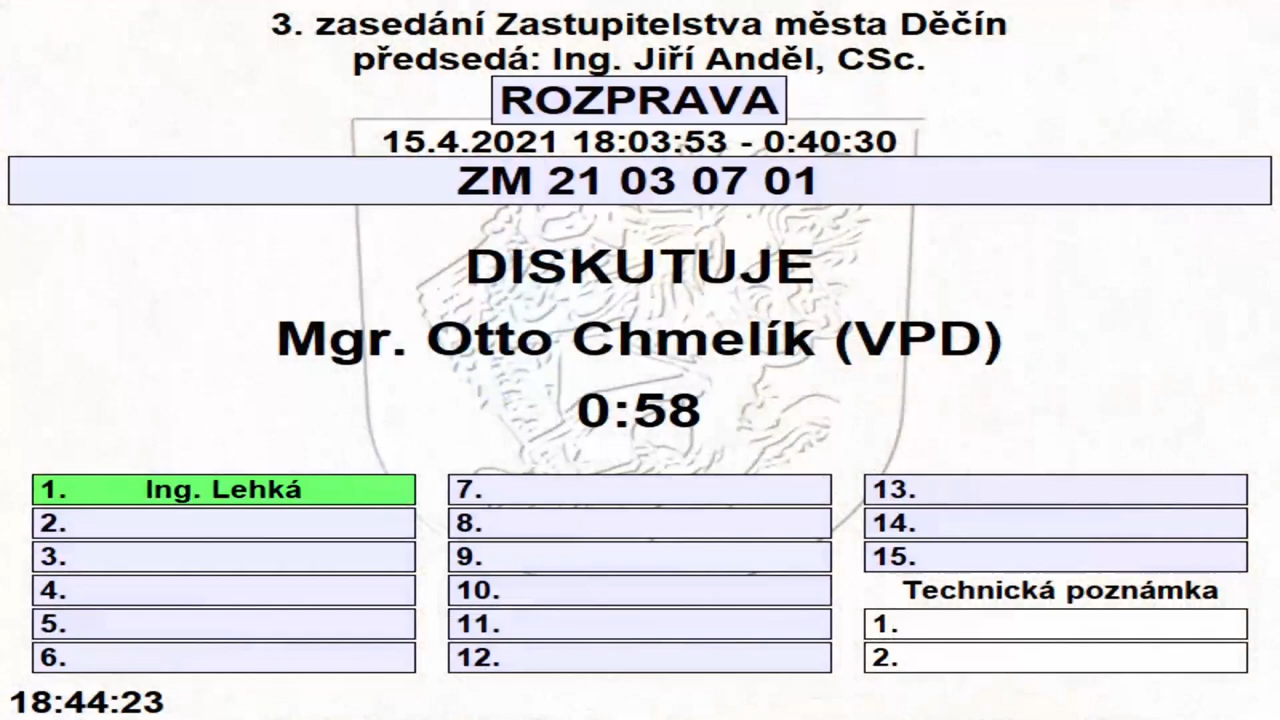 3. zasedání Zastupitelstva města Děčín
předsedá: Ing. Jiří Anděl, CSc.
ROZPRAVA
15.4.2021 18:03:53 - 0:40:30
ZM 21 03 07 01
DISKUTUJE
Mgr. Otto Chmelík (VPD)
0:58
1. Ing. Lehká
2.
3.
4.
5.
6.
7.
8.
9.
10.
11.
12.
13.
14.
15.
Technická poznámka
1.
2.
18:44:23